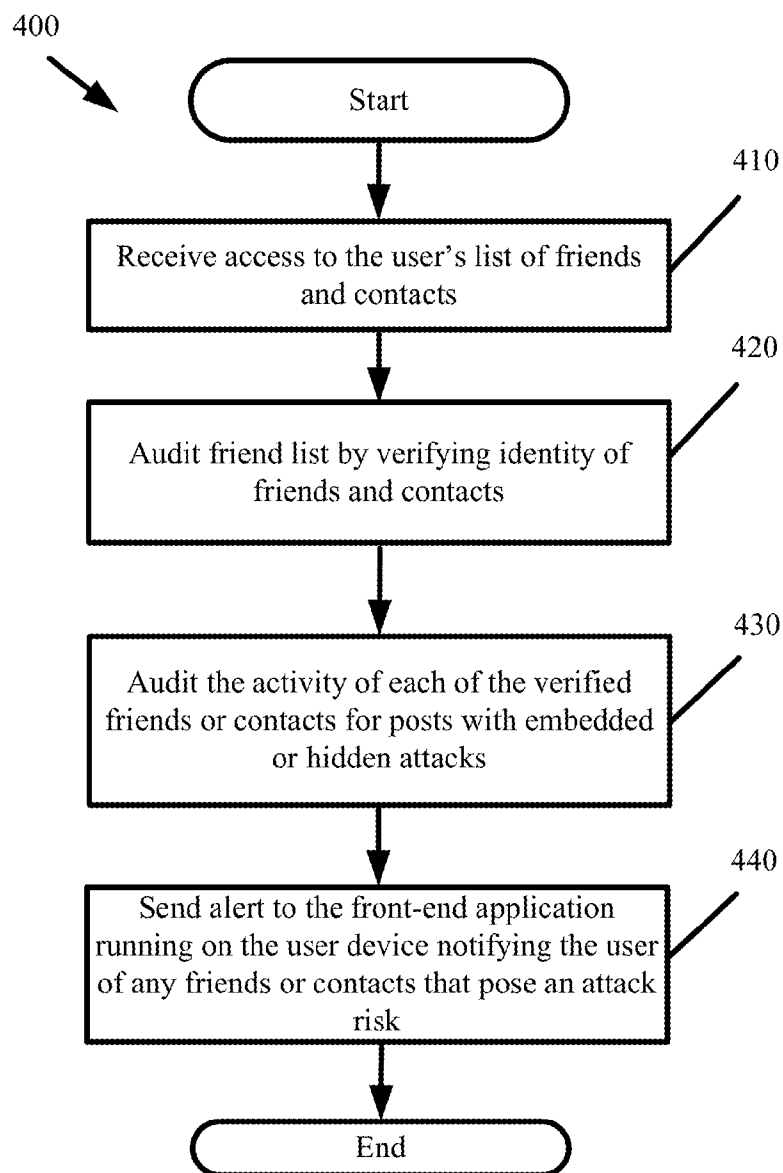 400
Start
410
Receive access to the user's list of friends
and contacts
420
Audit friend list by verifying identity of
friends and contacts
430
Audit the activity of each of the verified
friends or contacts for posts with embedded
or hidden attacks
440
Send alert to the front-end application
running on the user device notifying the user
of any friends or contacts that pose an attack
risk
End